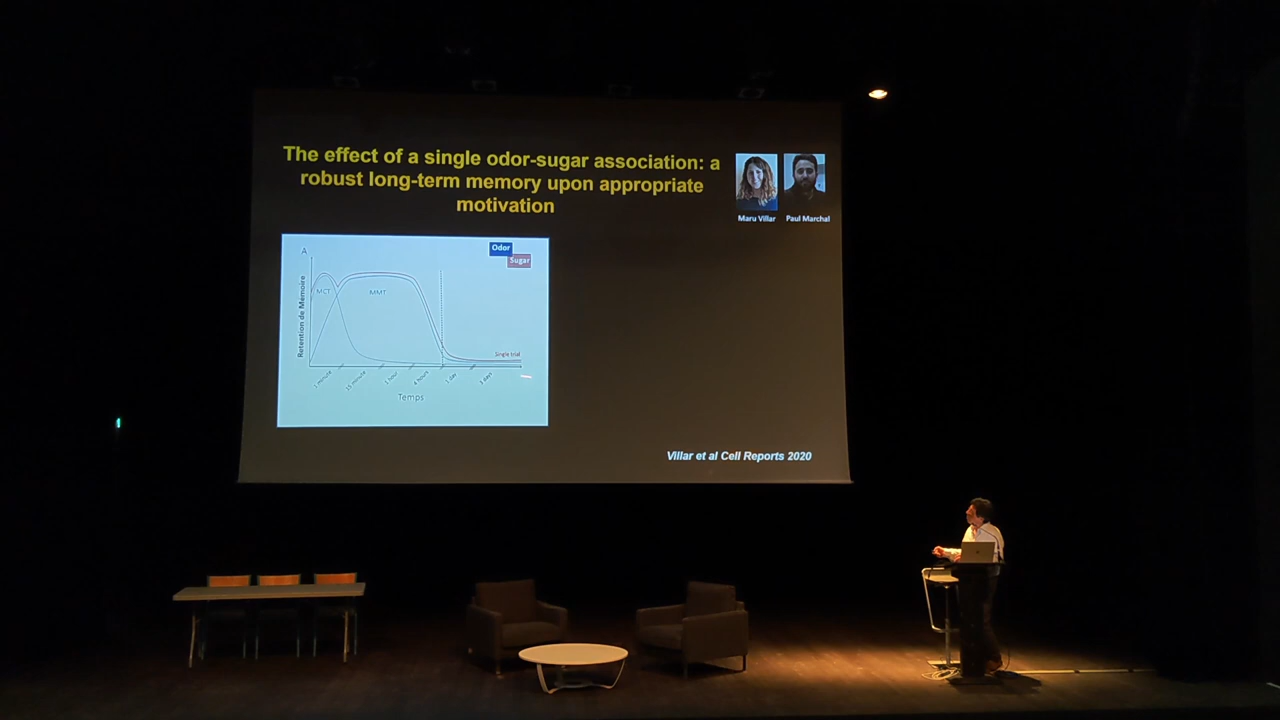 The effect of a single odor-sugar association: a
robust long-term memory upon appropriate
motivation
Maru Villar
Paul Marchal
A
Odor
Sugar
Retention de Memoire
MCT
MMT
Single trial
1 minute
15 minute
1 hour
4 hours
1 day
3 days
Temps
Villar et al Cell Reports 2020